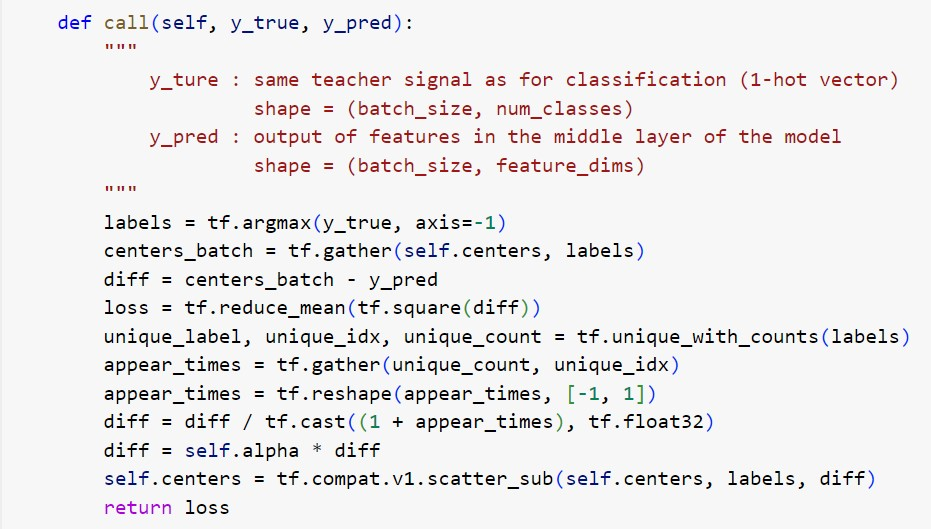 def call(self, y_true, y_pred):
"""
y_ture : same teacher signal as for classification (1-hot vector)
shape = (batch_size, num_classes)
y_pred : output of features in the middle layer of the model
shape = (batch_size, feature_dims)
"""
labels = tf.argmax(y_true, axis=-1)
centers_batch = tf.gather(self.centers, labels)
diff = centers_batch - y_pred
loss = tf.reduce_mean(tf.square(diff))
unique_label, unique_idx, unique_count = tf.unique_with_counts(labels)
appear_times = tf.gather(unique_count, unique_idx)
appear_times = tf.reshape(appear_times, [-1, 1])
diff = diff / tf.cast((1 + appear_times), tf.float32)
diff = self.alpha * diff
self.centers = tf.compat.v1.scatter_sub(self.centers, labels, diff)
return loss